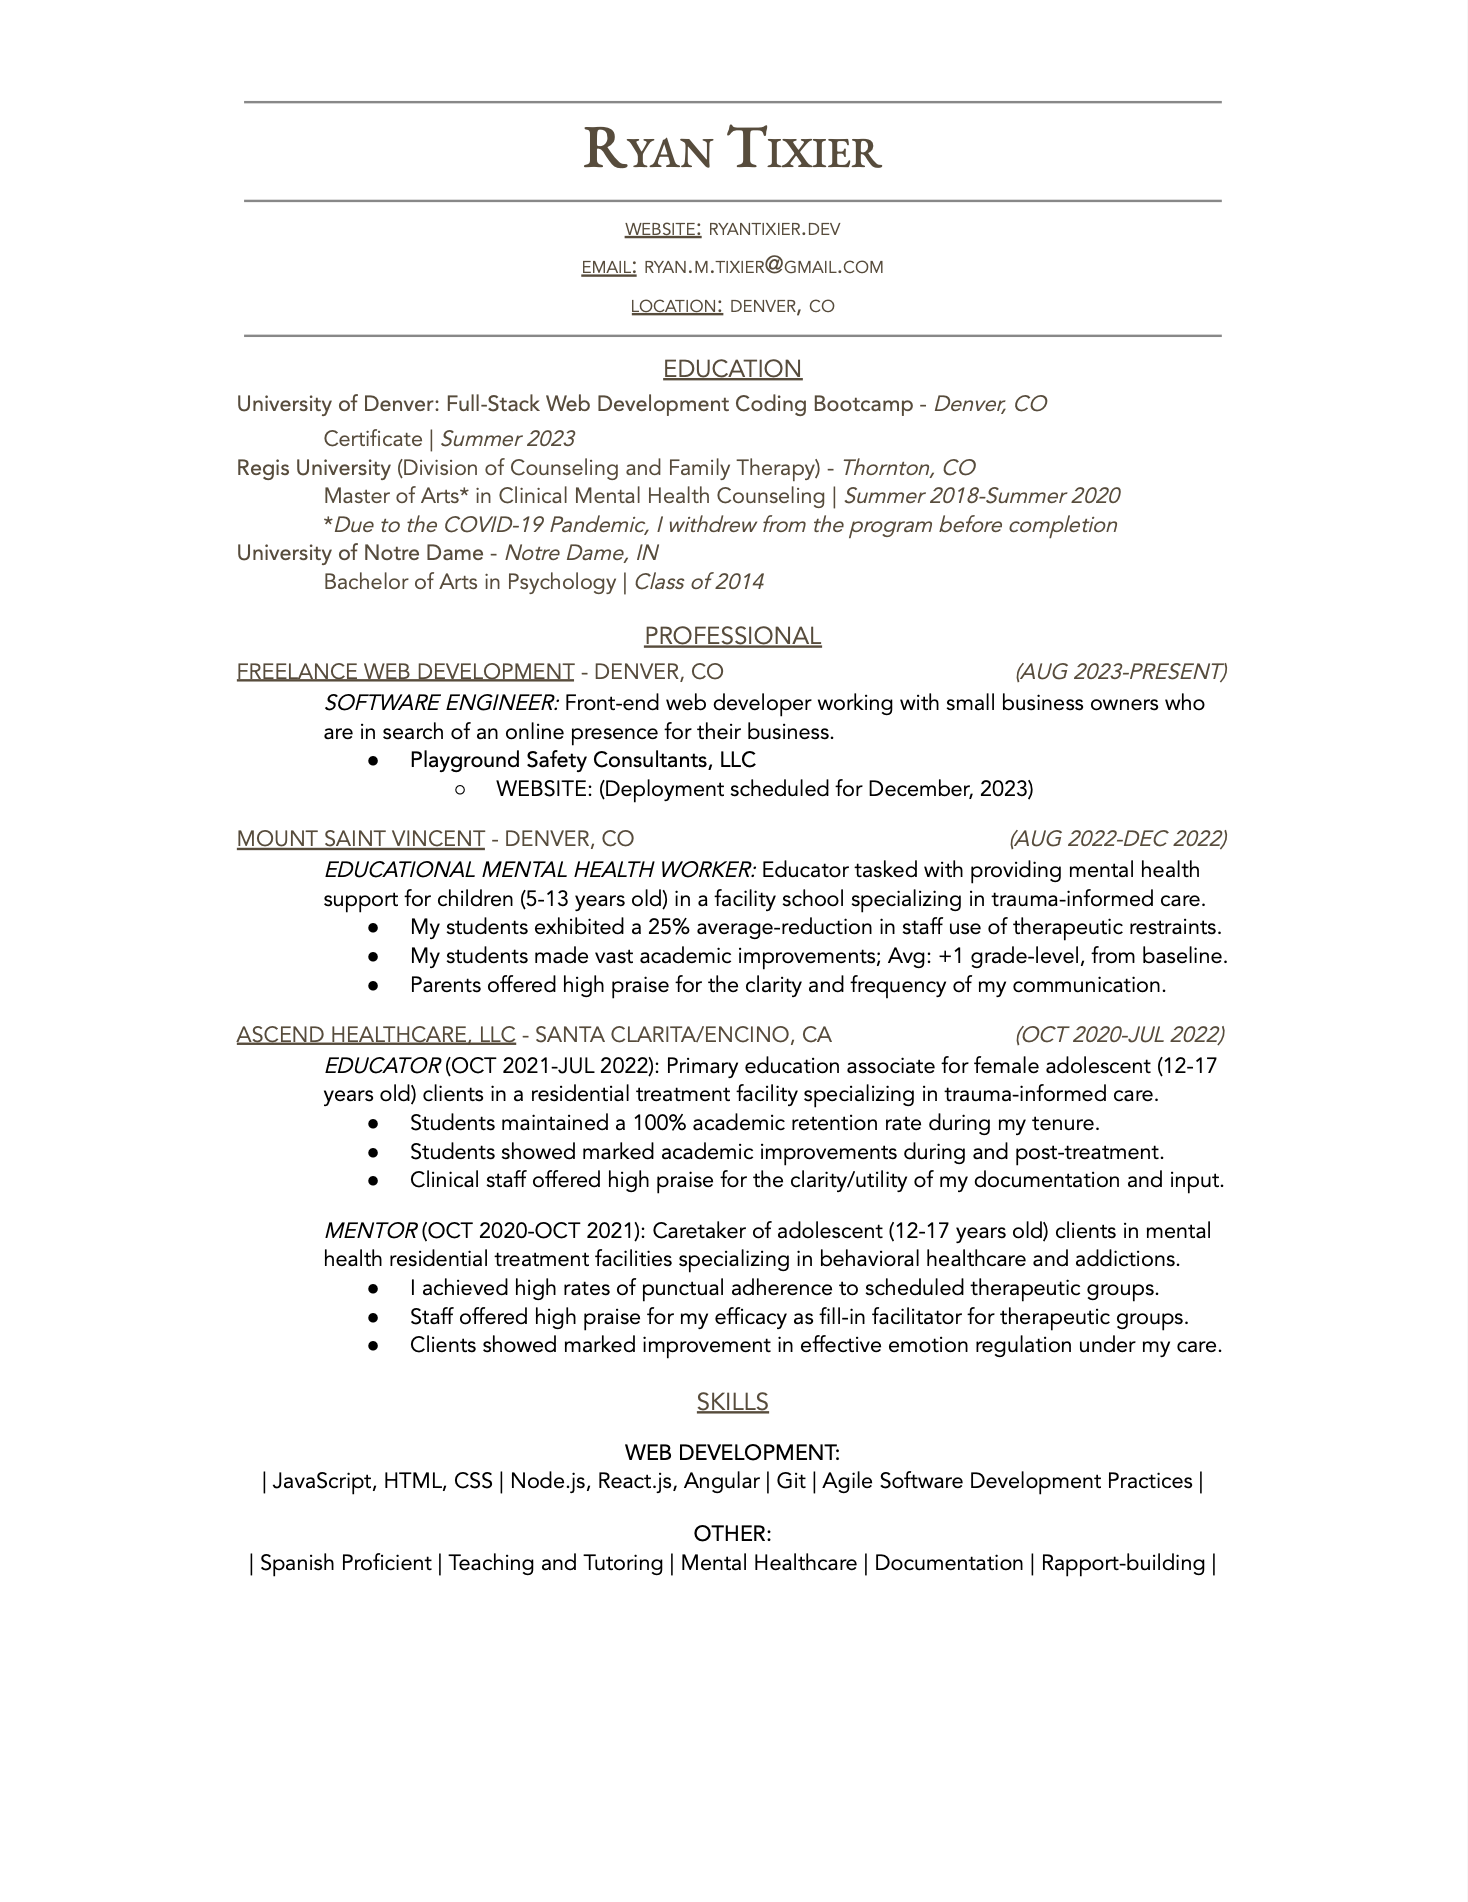 Ryan Tixier
website: ryantixier.dev
email: ryan.m.tixier@gmail.com
location: denver, co
EDUCATION
University of Denver: Full-Stack Web Development Coding Bootcamp - Denver, CO
Certificate | Summer 2023
Regis University (Division of Counseling and Family Therapy) - Thornton, CO
Master of Arts* in Clinical Mental Health Counseling | Summer 2018-Summer 2020
*Due to the COVID-19 Pandemic, I withdrew from the program before completion
University of Notre Dame - Notre Dame, IN
Bachelor of Arts in Psychology | Class of 2014
PROFESSIONAL
FREELANCE WEB DEVELOPMENT - DENVER, CO (AUG 2023-PRESENT)
SOFTWARE ENGINEER: Front-end web developer working with small business owners who
are in search of an online presence for their business.
● Playground Safety Consultants, LLC
○ WEBSITE: (Deployment scheduled for December, 2023)
MOUNT SAINT VINCENT - DENVER, CO (AUG 2022-DEC 2022)
EDUCATIONAL MENTAL HEALTH WORKER: Educator tasked with providing mental health
support for children (5-13 years old) in a facility school specializing in trauma-informed care.
● My students exhibited a 25% average-reduction in staff use of therapeutic restraints.
● My students made vast academic improvements; Avg: +1 grade-level, from baseline.
● Parents offered high praise for the clarity and frequency of my communication.
ASCEND HEALTHCARE, LLC - SANTA CLARITA/ENCINO, CA (OCT 2020-JUL 2022)
EDUCATOR (OCT 2021-JUL 2022): Primary education associate for female adolescent (12-17
years old) clients in a residential treatment facility specializing in trauma-informed care.
● Students maintained a 100% academic retention rate during my tenure.
● Students showed marked academic improvements during and post-treatment.
● Clinical staff offered high praise for the clarity/utility of my documentation and input.
MENTOR (OCT 2020-OCT 2021): Caretaker of adolescent (12-17 years old) clients in mental
health residential treatment facilities specializing in behavioral healthcare and addictions.
● I achieved high rates of punctual adherence to scheduled therapeutic groups.
● Staff offered high praise for my efficacy as fill-in facilitator for therapeutic groups.
● Clients showed marked improvement in effective emotion regulation under my care.
SKILLS
WEB DEVELOPMENT:
| JavaScript, HTML, CSS | Node.js, React.js, Angular | Git | Agile Software Development Practices |
OTHER:
| Spanish Proficient | Teaching and Tutoring | Mental Healthcare | Documentation | Rapport-building |